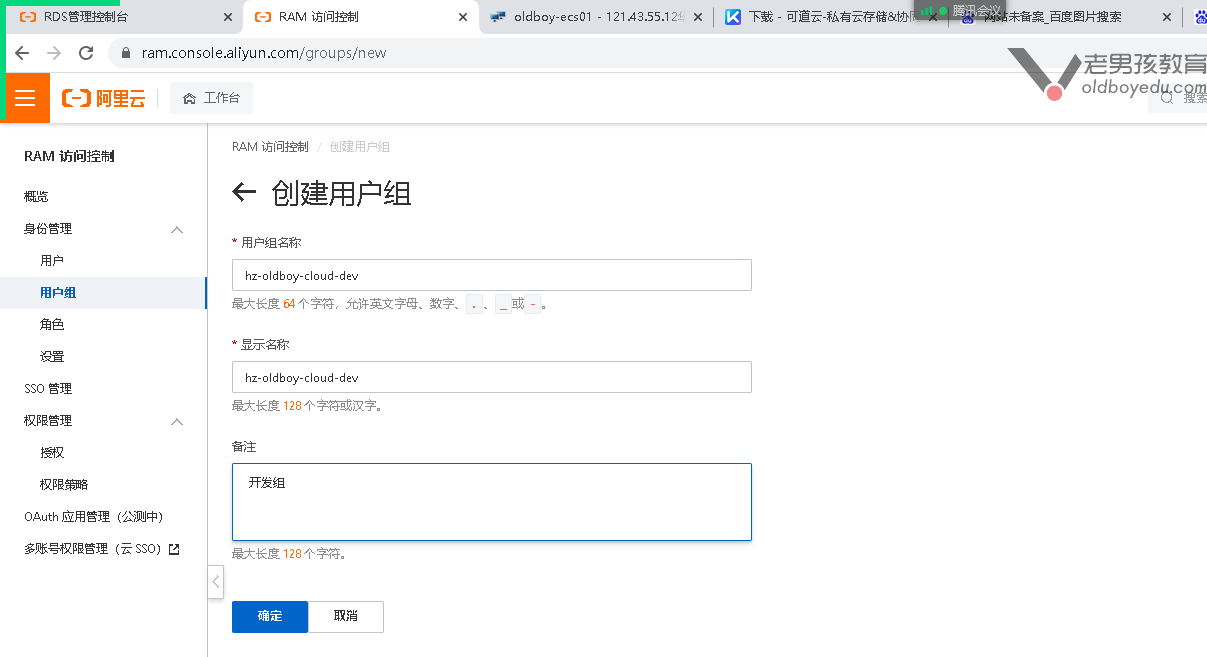 RDS管理控制台
RAM 访问控制
oldboy-ecs01 - 121.43.55.12
下载 - 可道云-私有云存储&协
腾讯会议
网站未备案_百度图片搜索
ram.console.aliyun.com/groups/new
老男孩教育
oldboyedu.com
阿里云
工作台
搜索
RAM 访问控制
概览
身份管理
用户
用户组
角色
设置
SSO 管理
权限管理
授权
权限策略
OAuth 应用管理（公测中）
多账号权限管理（云 SSO）
RAM 访问控制 / 创建用户组
创建用户组
* 用户组名称
hz-oldboy-cloud-dev
最大长度 64 个字符，允许英文字母、数字、 . 、 _ 或 - 。
* 显示名称
hz-oldboy-cloud-dev
最大长度 128 个字符或汉字。
备注
开发组
最大长度 128 个字符。
确定
取消